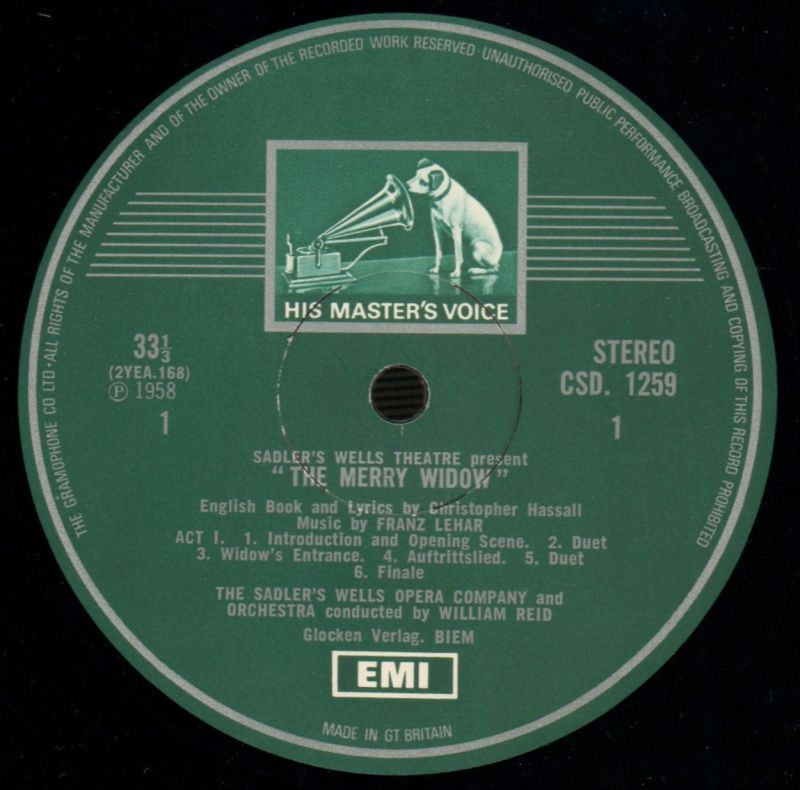 THE GRAMOPHONE CO LTD · ALL RIGHTS OF THE MANUFACTURER AND OF THE OWNER OF THE RECORDED WORK RESERVED · UNAUTHORISED PUBLIC PERFORMANCE BROADCASTING AND COPYING OF THIS RECORD PROHIBITED
HIS MASTER'S VOICE
33⅓
(2YEA.168)
Ⓟ 1958
1
STEREO
CSD. 1259
1
SADLER'S WELLS THEATRE present
"THE MERRY WIDOW"
English Book and Lyrics by Christopher Hassall
Music by FRANZ LEHAR
ACT I. 1. Introduction and Opening Scene. 2. Duet
3. Widow's Entrance. 4. Auftrittslied. 5. Duet
6. Finale
THE SADLER'S WELLS OPERA COMPANY and
ORCHESTRA conducted by WILLIAM REID
Glocken Verlag. BIEM
EMI
MADE IN GT. BRITAIN